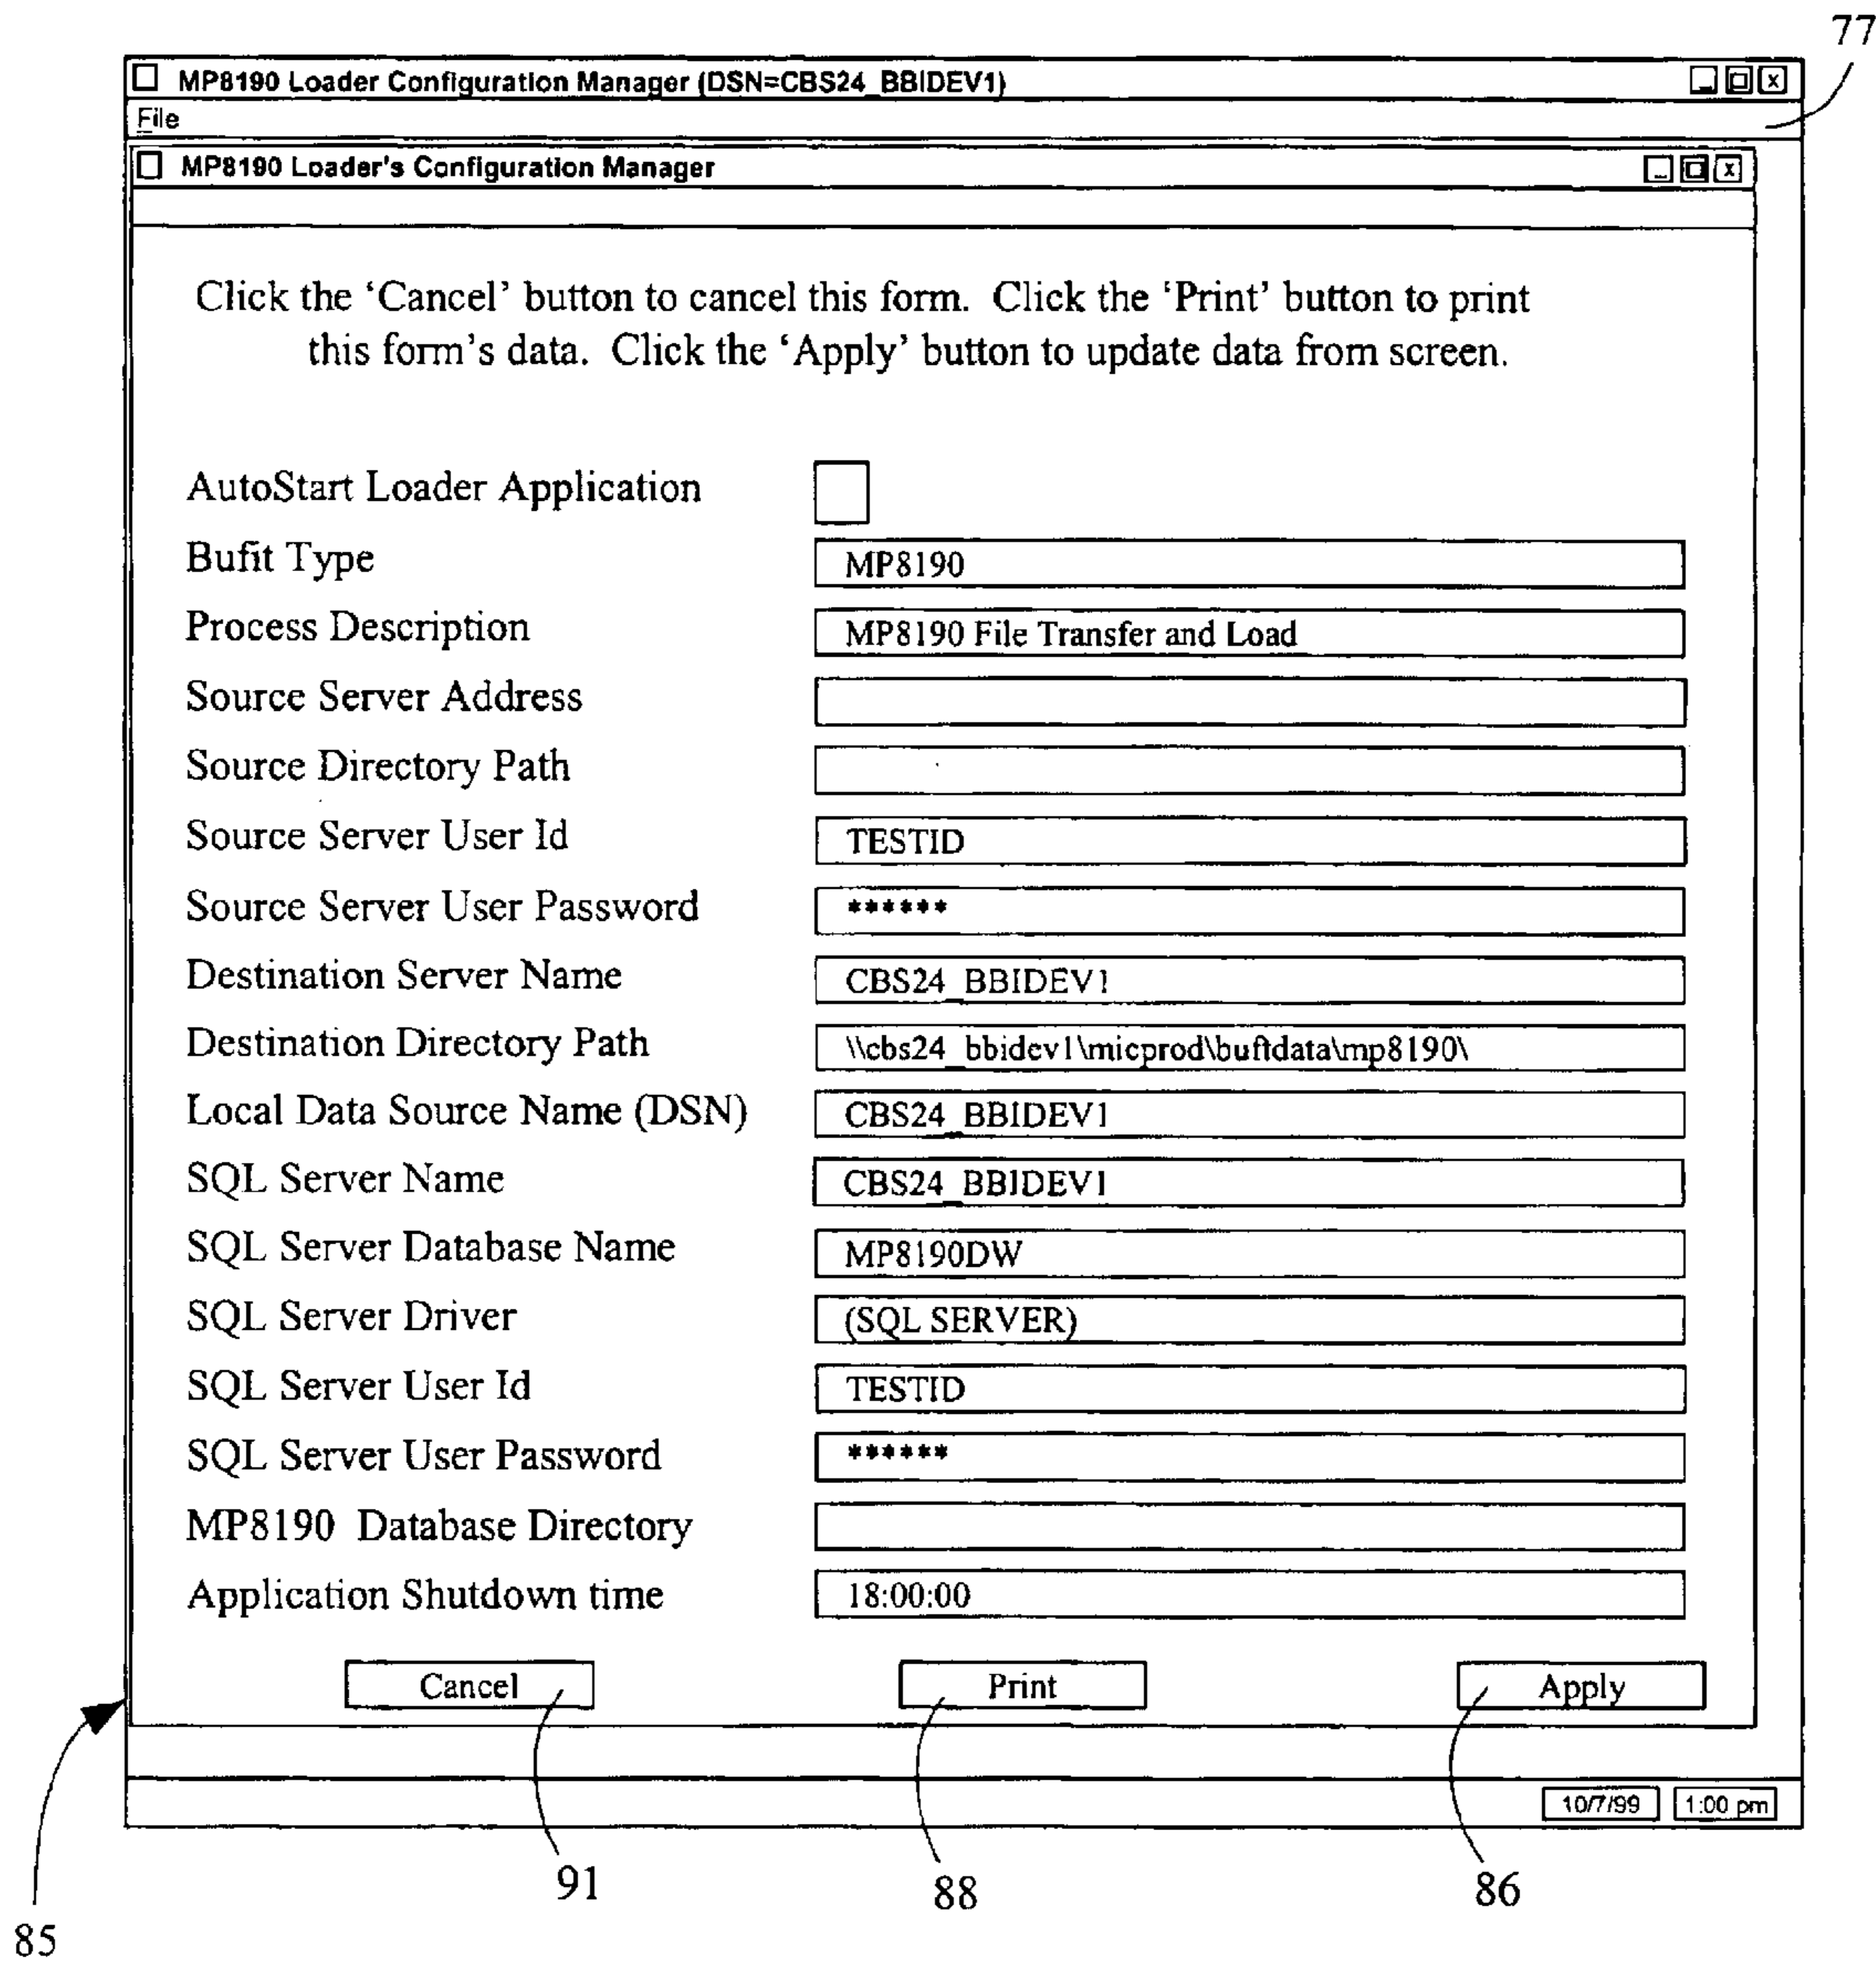 77
MP8190 Loader Configuration Manager (DSN=CBS24_BBIDEV1)
File
MP8190 Loader's Configuration Manager
Click the ‘Cancel’ button to cancel this form. Click the ‘Print’ button to print
this form’s data. Click the ‘Apply’ button to update data from screen.
AutoStart Loader Application
Bufit Type MP8190
Process Description MP8190 File Transfer and Load
Source Server Address
Source Directory Path
Source Server User Id TESTID
Source Server User Password ******
Destination Server Name CBS24_BBIDEV1
Destination Directory Path \\cbs24_bbidev1\micprod\buftdata\mp8190\
Local Data Source Name (DSN) CBS24_BBIDEV1
SQL Server Name CBS24_BBIDEV1
SQL Server Database Name MP8190DW
SQL Server Driver (SQL SERVER)
SQL Server User Id TESTID
SQL Server User Password ******
MP8190 Database Directory
Application Shutdown time 18:00:00
Cancel Print Apply
10/7/99 1:00 pm
91 88 86
85